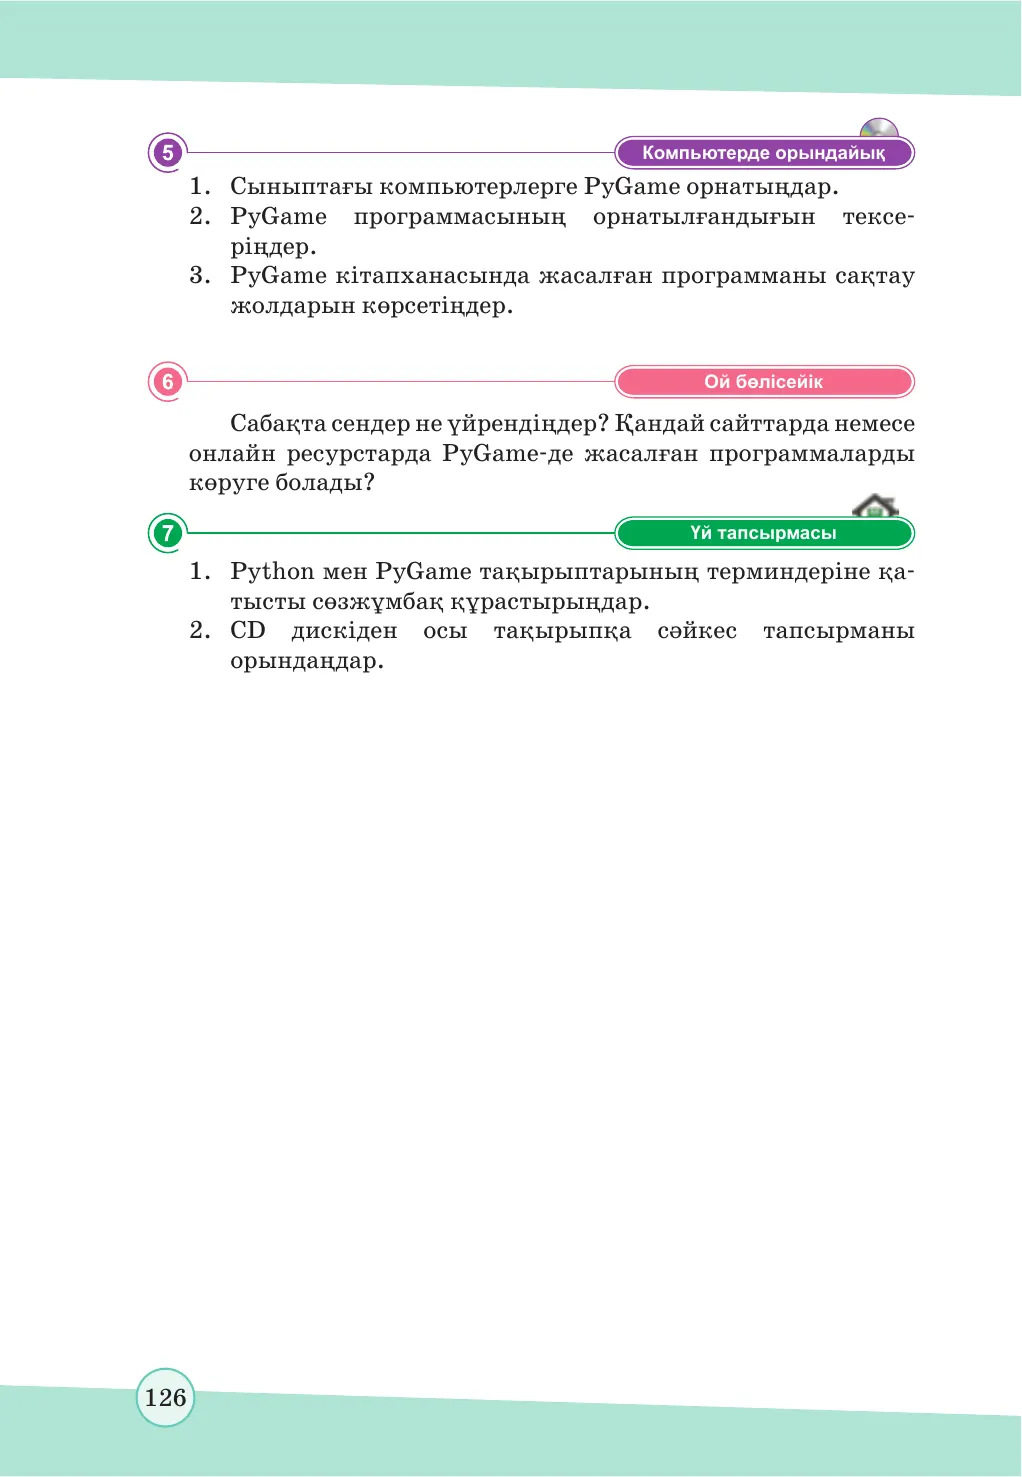 5 Компьютерде орындайық
1. Сыныптағы компьютерлерге PyGame орнатыңдар.
2. PyGame программасының орнатылғандығын тексе-
ріңдер.
3. PyGame кітапханасында жасалған программаны сақтау
жолдарын көрсетіңдер.
6 Ой бөлісейік
Сабақта сендер не үйрендіңдер? Қандай сайттарда немесе
онлайн ресурстарда PyGame-де жасалған программаларды
көруге болады?
7 Үй тапсырмасы
1. Python мен PyGame тақырыптарының терминдеріне қа-
тысты сөзжұмбақ құрастырыңдар.
2. CD дискіден осы тақырыпқа сәйкес тапсырманы
орындаңдар.
126